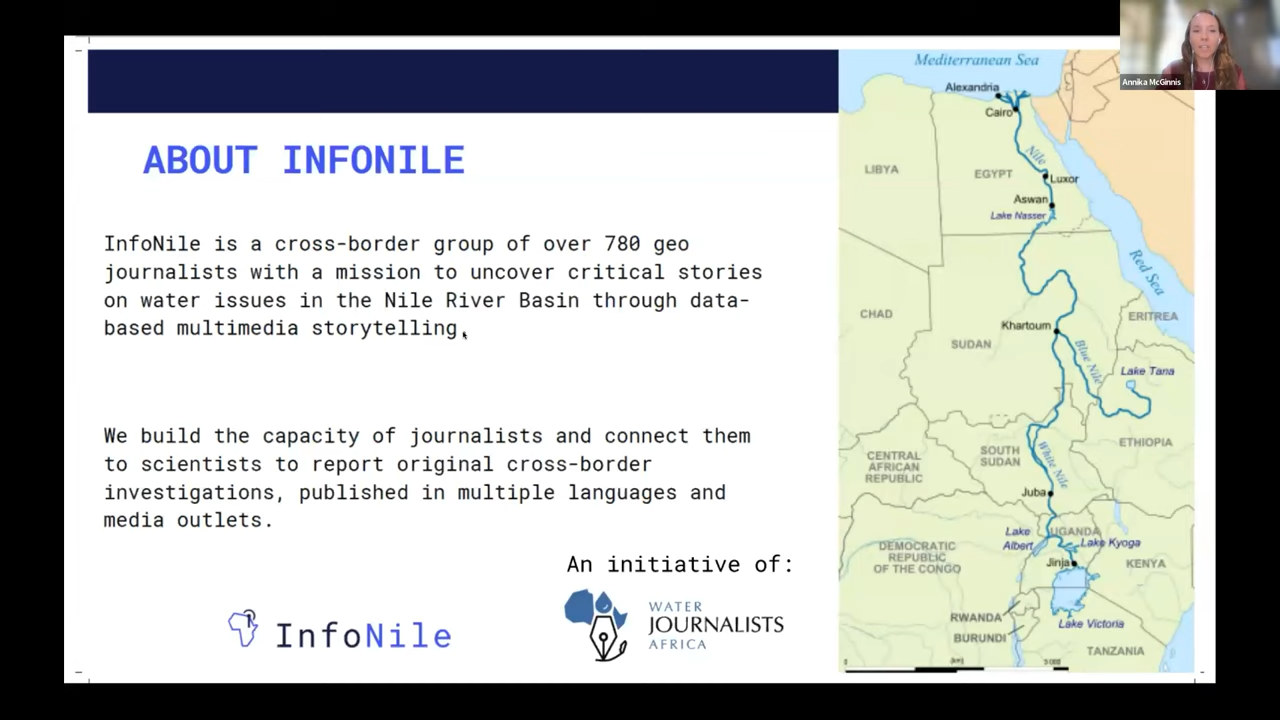 ABOUT INFONILE
InfoNile is a cross-border group of over 780 geo
journalists with a mission to uncover critical stories
on water issues in the Nile River Basin through data-
based multimedia storytelling.
We build the capacity of journalists and connect them
to scientists to report original cross-border
investigations, published in multiple languages and
media outlets.
An initiative of:
InfoNile
WATER
JOURNALISTS
AFRICA
Mediterranean Sea
Alexandria
Cairo
Nile
LIBYA
EGYPT
Luxor
Aswan
Lake Nasser
Red Sea
CHAD
Khartoum
ERITREA
SUDAN
Blue Nile
Lake Tana
ETHIOPIA
CENTRAL
AFRICAN
REPUBLIC
SOUTH
SUDAN
White Nile
Juba
Lake
Albert
UGANDA
Lake Kyoga
DEMOCRATIC
REPUBLIC
OF THE CONGO
Jinja
KENYA
RWANDA
Lake Victoria
BURUNDI
TANZANIA
0
(km)
Annika McGinnis